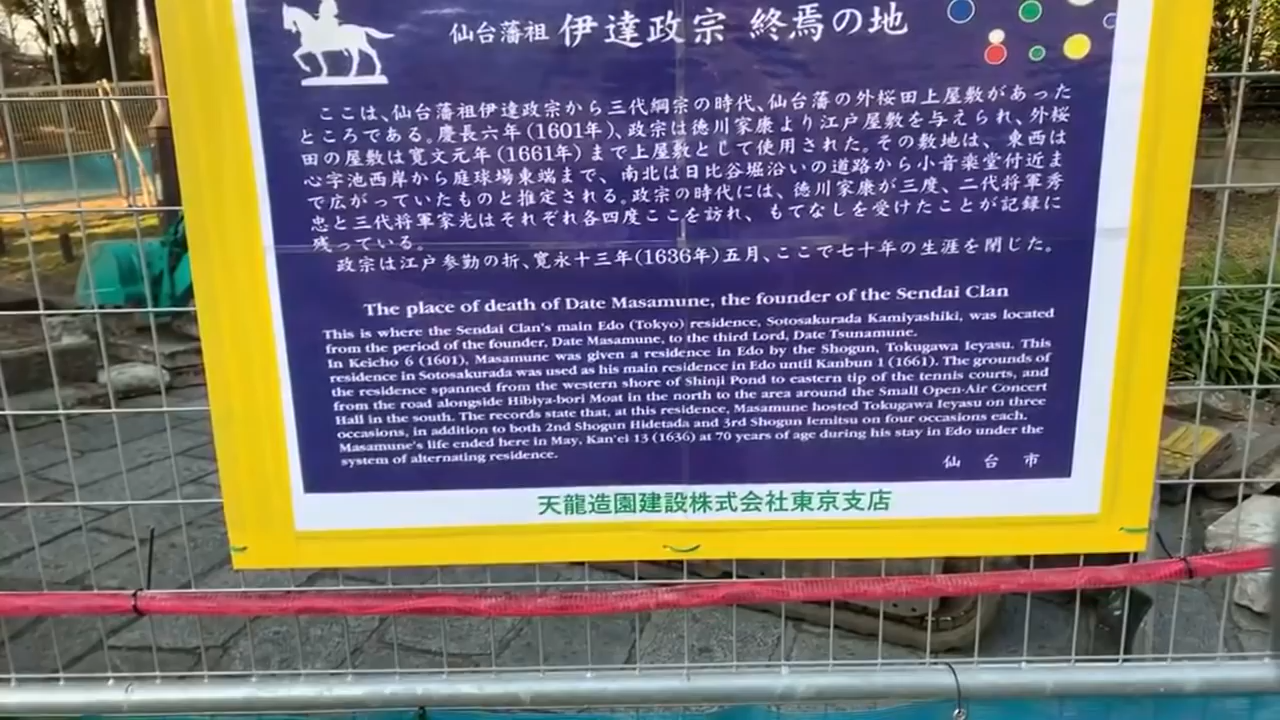 仙台藩祖 伊達政宗 終焉の地
ここは、仙台藩祖伊達政宗から三代綱宗の時代、仙台藩の外桜田上屋敷があった
ところである。慶長六年(1601年)、政宗は徳川家康より江戸屋敷を与えられ、外桜
田の屋敷は寛文元年(1661年)まで上屋敷として使用された。その敷地は、東西は
心字池西岸から庭球場東端まで、南北は日比谷堀沿いの道路から小音楽堂付近ま
で広がっていたものと推定される。政宗の時代には、徳川家康が三度、二代将軍秀
忠と三代将軍家光はそれぞれ各四度ここを訪れ、もてなしを受けたことが記録に
残っている。
政宗は江戸参勤の折、寛永十三年(1636年)五月、ここで七十年の生涯を閉じた。
The place of death of Date Masamune, the founder of the Sendai Clan
This is where the Sendai Clan's main Edo (Tokyo) residence, Sotosakurada Kamiyashiki, was located
from the period of the founder, Date Masamune, to the third Lord, Date Tsunamune.
In Keicho 6 (1601), Masamune was given a residence in Edo by the Shogun, Tokugawa Ieyasu. This
residence in Sotosakurada was used as his main residence in Edo until Kanbun 1 (1661). The grounds of
the residence spanned from the western shore of Shinji Pond to eastern tip of the tennis courts, and
from the road alongside Hibiya-bori Moat in the north to the area around the Small Open-Air Concert
Hall in the south. The records state that, at this residence, Masamune hosted Tokugawa Ieyasu on three
occasions, in addition to both 2nd Shogun Hidetada and 3rd Shogun Iemitsu on four occasions each.
Masamune's life ended here in May, Kan'ei 13 (1636) at 70 years of age during his stay in Edo under the
system of alternating residence.
仙台市
天龍造園建設株式会社東京支店